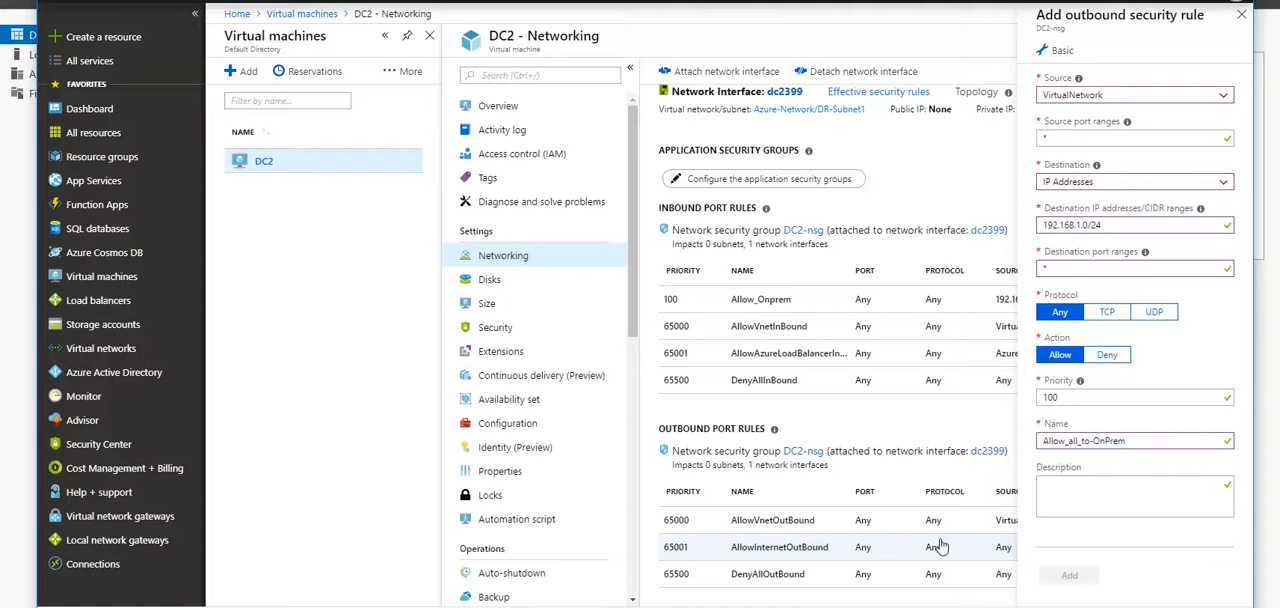 Create a resource
All services
FAVORITES
Dashboard
All resources
Resource groups
App Services
Function Apps
SQL databases
Azure Cosmos DB
Virtual machines
Load balancers
Storage accounts
Virtual networks
Azure Active Directory
Monitor
Advisor
Security Center
Cost Management + Billing
Help + support
Virtual network gateways
Local network gateways
Connections
Home > Virtual machines > DC2 - Networking
Virtual machines
Default Directory
Add Reservations ··· More
Filter by name...
NAME
DC2
DC2 - Networking
Virtual machine
Search (Ctrl+/)
Overview
Activity log
Access control (IAM)
Tags
Diagnose and solve problems
Settings
Networking
Disks
Size
Security
Extensions
Continuous delivery (Preview)
Availability set
Configuration
Identity (Preview)
Properties
Locks
Automation script
Operations
Auto-shutdown
Backup
Attach network interface Detach network interface
Network Interface: dc2399 Effective security rules Topology
Virtual network/subnet: Azure-Network/DR-Subnet1 Public IP: None Private IP:
APPLICATION SECURITY GROUPS
Configure the application security groups
INBOUND PORT RULES
Network security group DC2-nsg (attached to network interface: dc2399)
Impacts 0 subnets, 1 network interfaces
PRIORITY NAME PORT PROTOCOL SOUR
100 Allow_Onprem Any Any 192.16
65000 AllowVnetInBound Any Any Virtua
65001 AllowAzureLoadBalancerIn... Any Any Azure
65500 DenyAllInBound Any Any Any
OUTBOUND PORT RULES
Network security group DC2-nsg (attached to network interface: dc2399)
Impacts 0 subnets, 1 network interfaces
PRIORITY NAME PORT PROTOCOL SOUR
65000 AllowVnetOutBound Any Any Virtua
65001 AllowInternetOutBound Any Any Any
65500 DenyAllOutBound Any Any Any
Add outbound security rule
DC2-nsg
Basic
* Source
VirtualNetwork
* Source port ranges
*
* Destination
IP Addresses
* Destination IP addresses/CIDR ranges
192.168.1.0/24
* Destination port ranges
*
* Protocol
Any TCP UDP
* Action
Allow Deny
* Priority
100
* Name
Allow_all_to-OnPrem
Description
Add